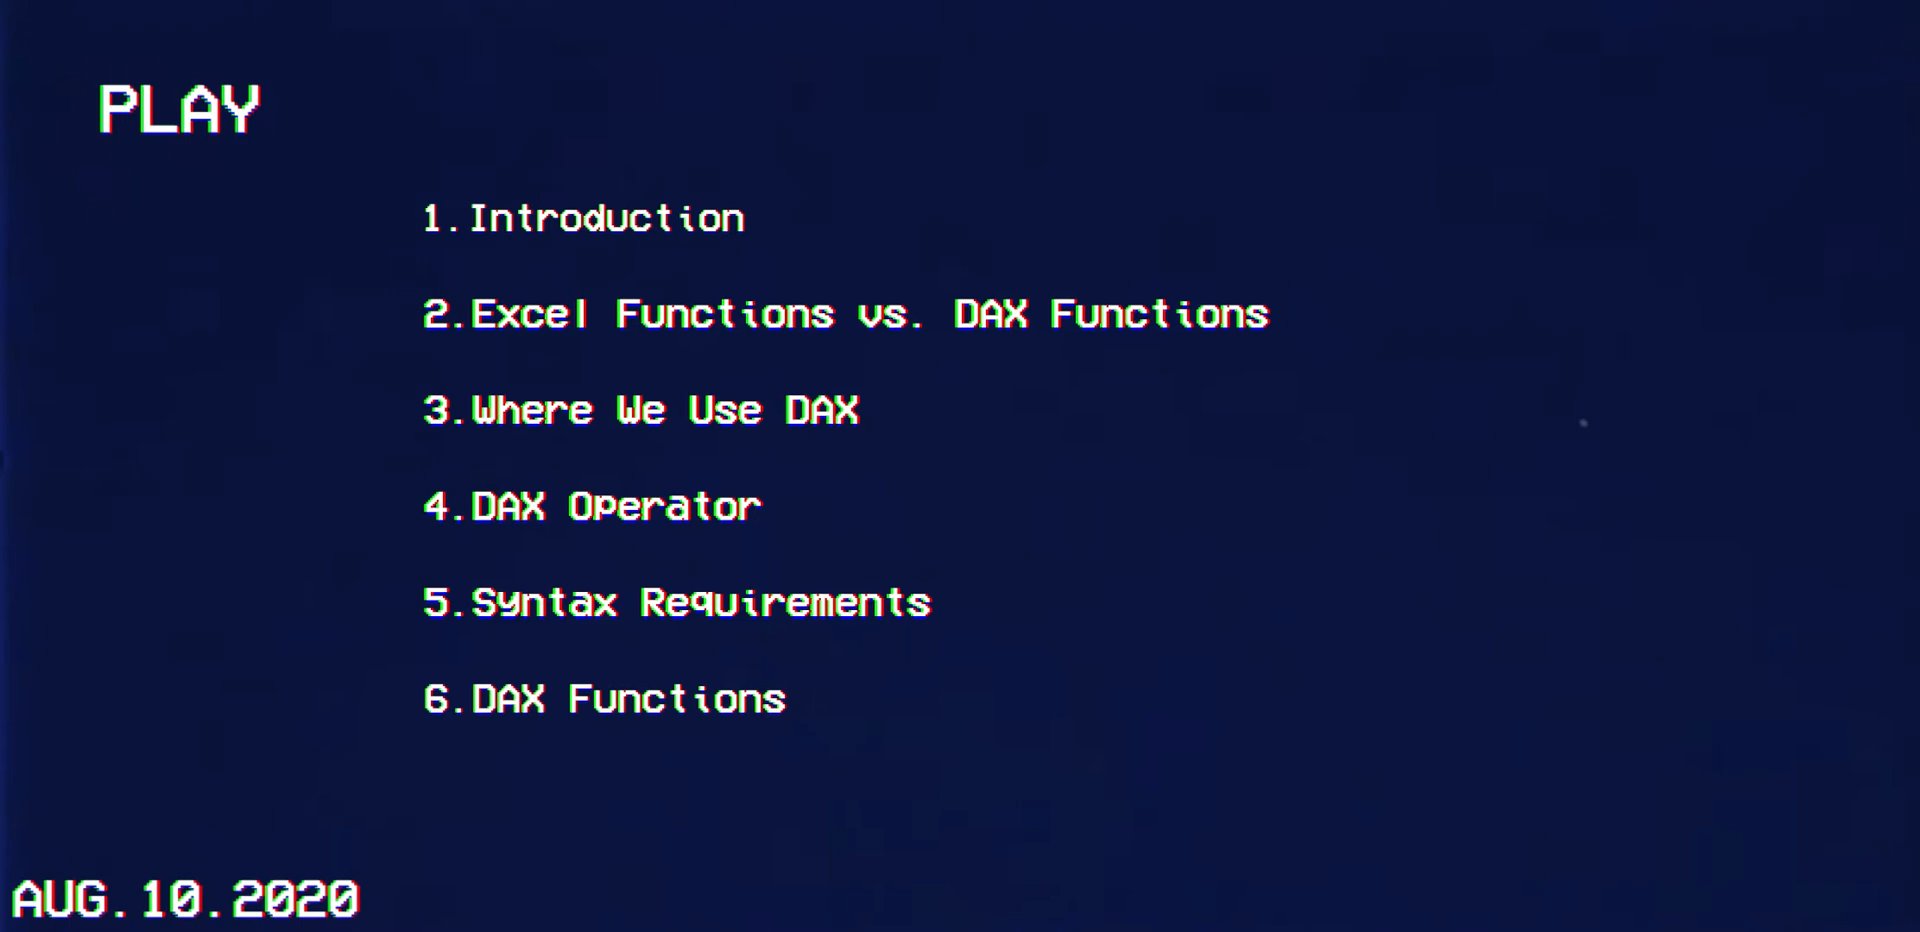 PLAY
1.Introduction
2.Excel Functions vs. DAX Functions
3.Where We Use DAX
4.DAX Operator
5.Syntax Requirements
6.DAX Functions
AUG.10.2020